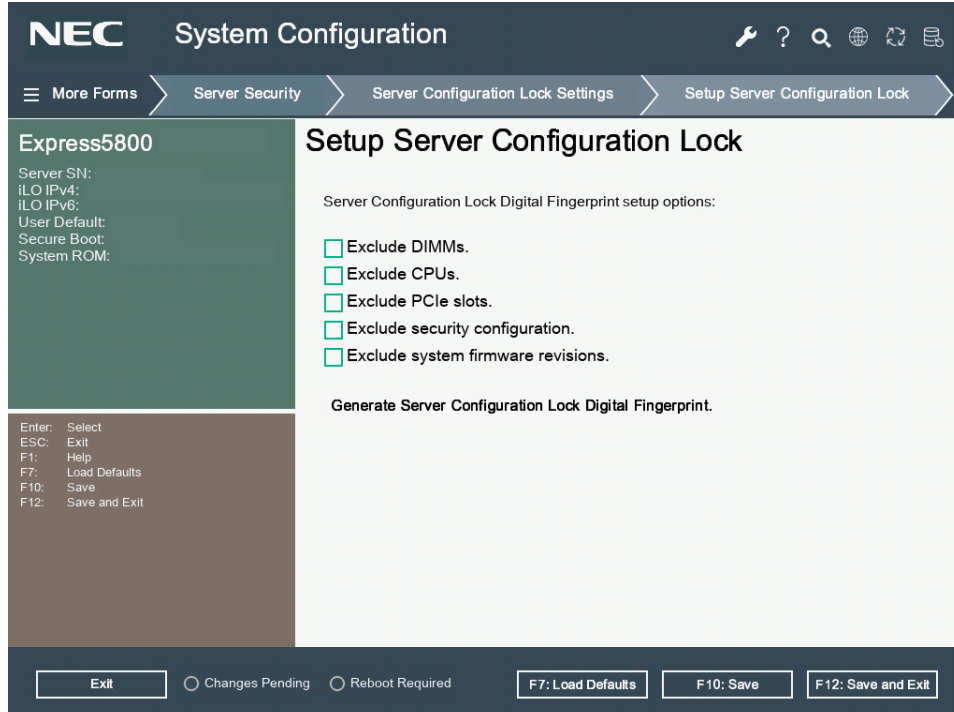 NEC System Configuration
?
More Forms Server Security Server Configuration Lock Settings Setup Server Configuration Lock
Express5800
Server SN:
iLO IPv4:
iLO IPv6:
User Default:
Secure Boot:
System ROM:
Enter: Select
ESC: Exit
F1: Help
F7: Load Defaults
F10: Save
F12: Save and Exit
Setup Server Configuration Lock
Server Configuration Lock Digital Fingerprint setup options:
Exclude DIMMs.
Exclude CPUs.
Exclude PCIe slots.
Exclude security configuration.
Exclude system firmware revisions.
Generate Server Configuration Lock Digital Fingerprint.
Exit Changes Pending Reboot Required F7: Load Defaults F10: Save F12: Save and Exit